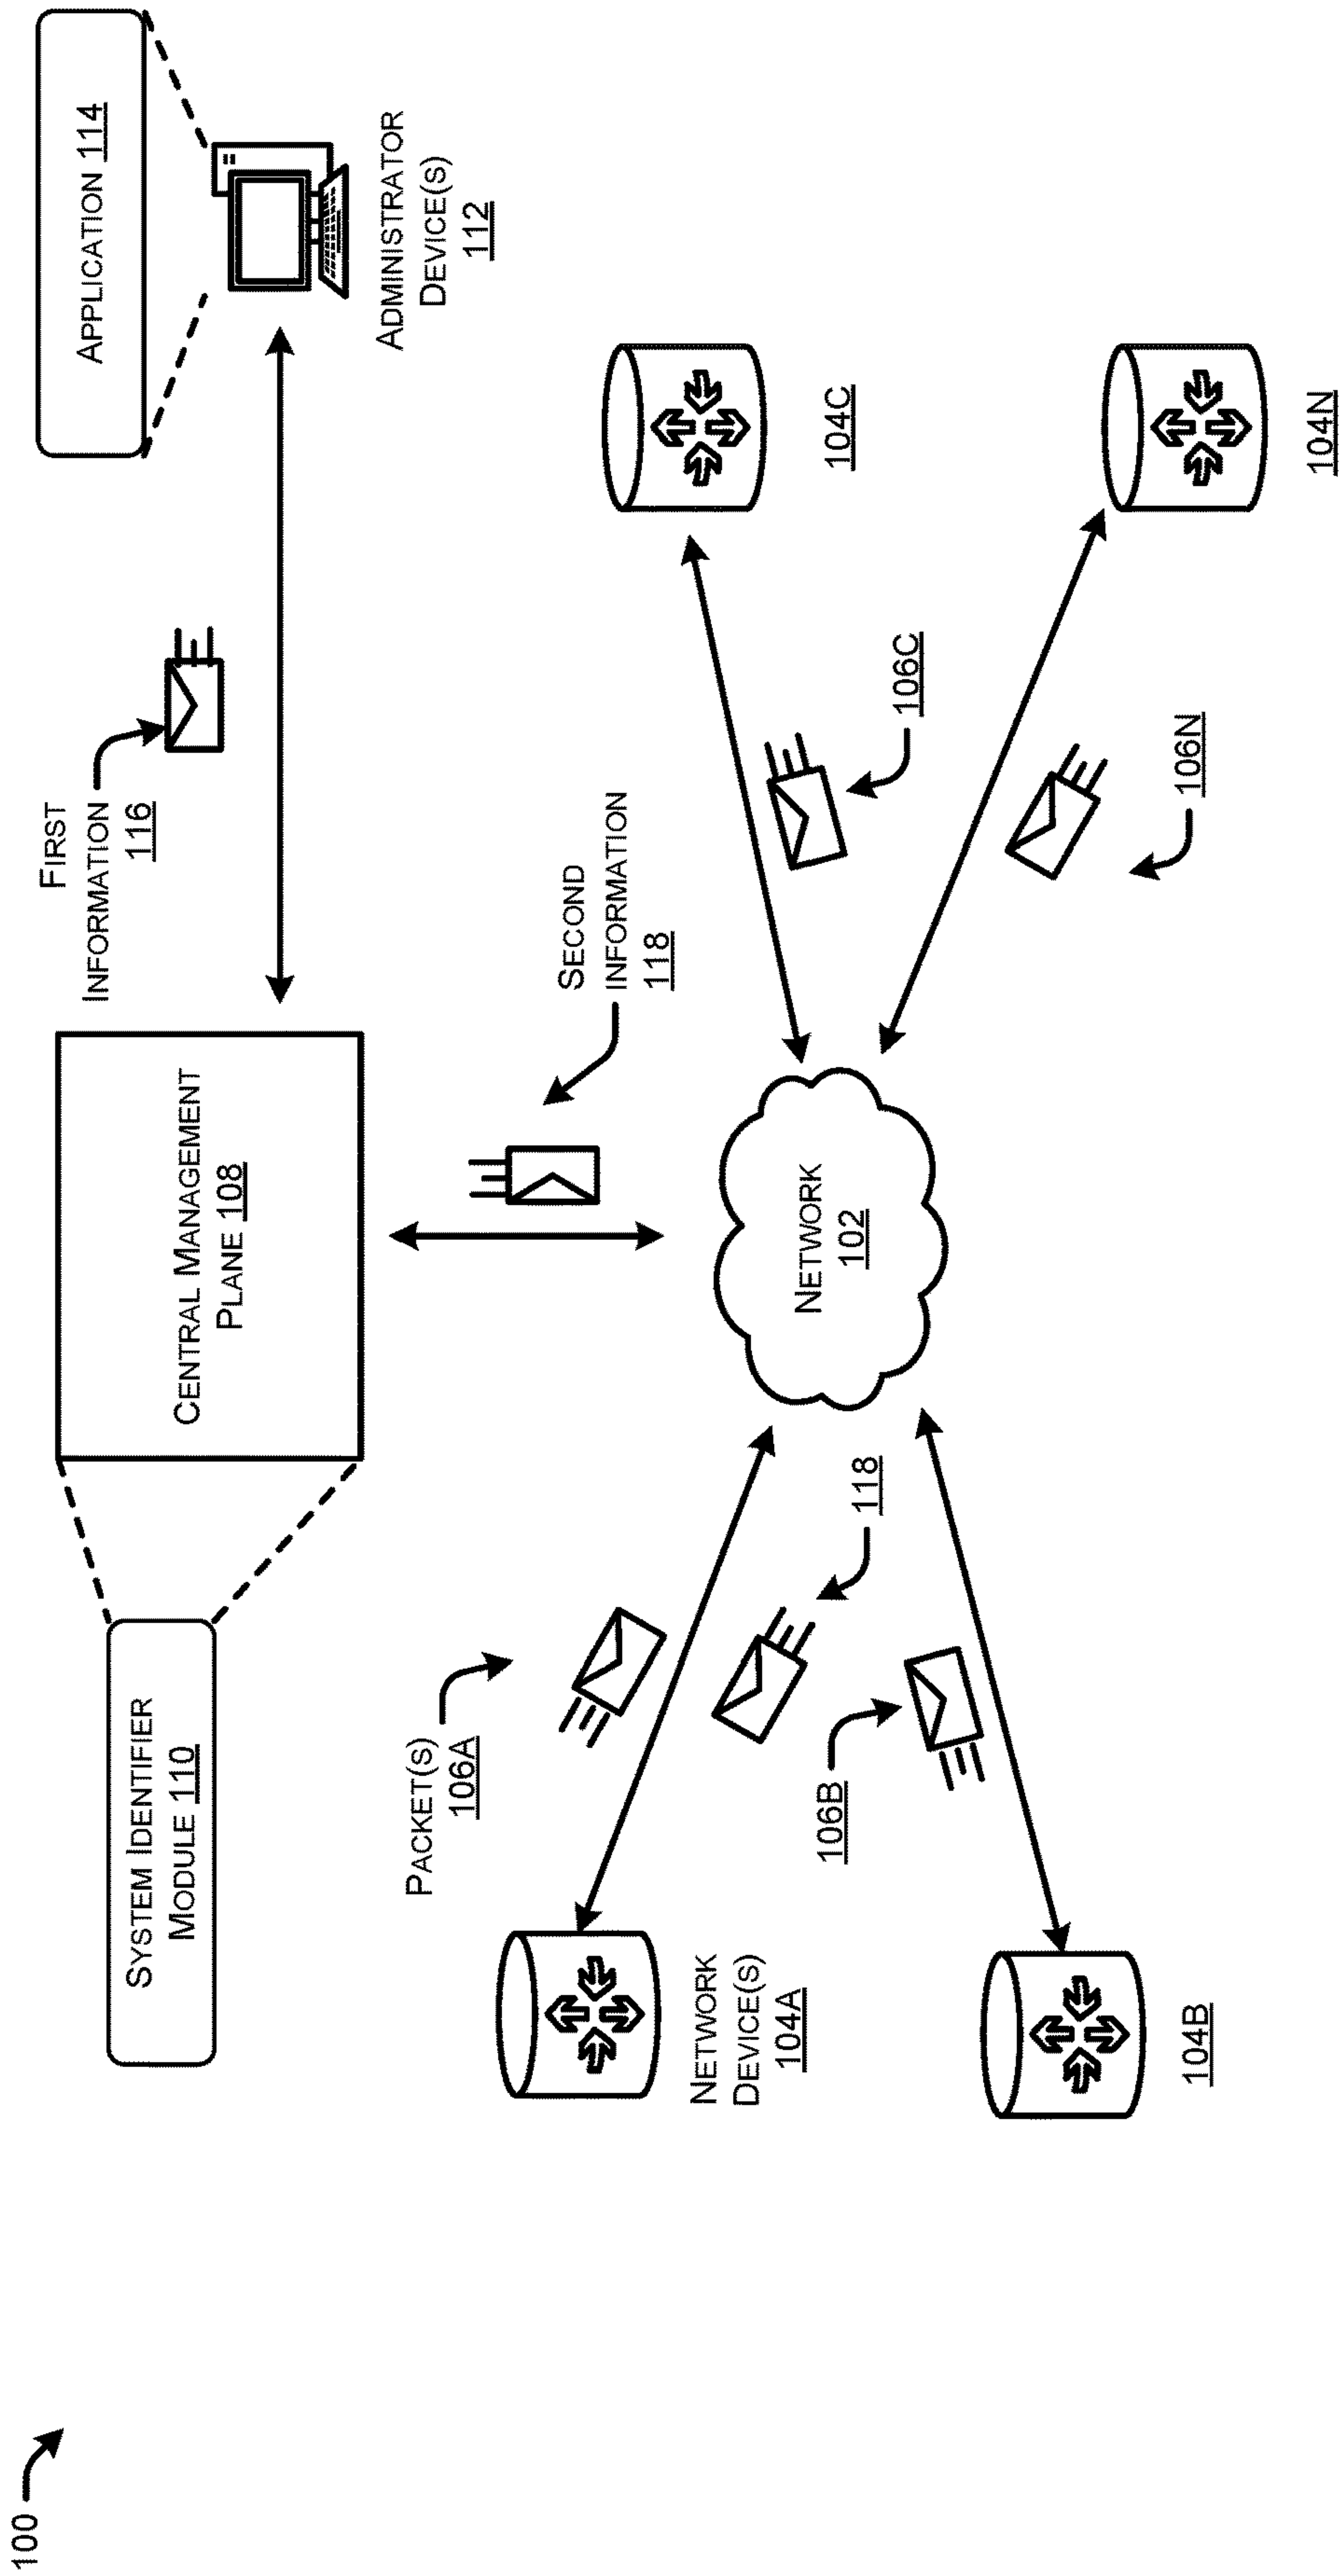 100
SYSTEM IDENTIFIER
MODULE 110
CENTRAL MANAGEMENT
PLANE 108
FIRST
INFORMATION
116
APPLICATION 114
ADMINISTRATOR
DEVICE(S)
112
SECOND
INFORMATION
118
PACKET(S)
106A
NETWORK
DEVICE(S)
104A
118
106B
104B
NETWORK
102
106C
104C
106N
104N